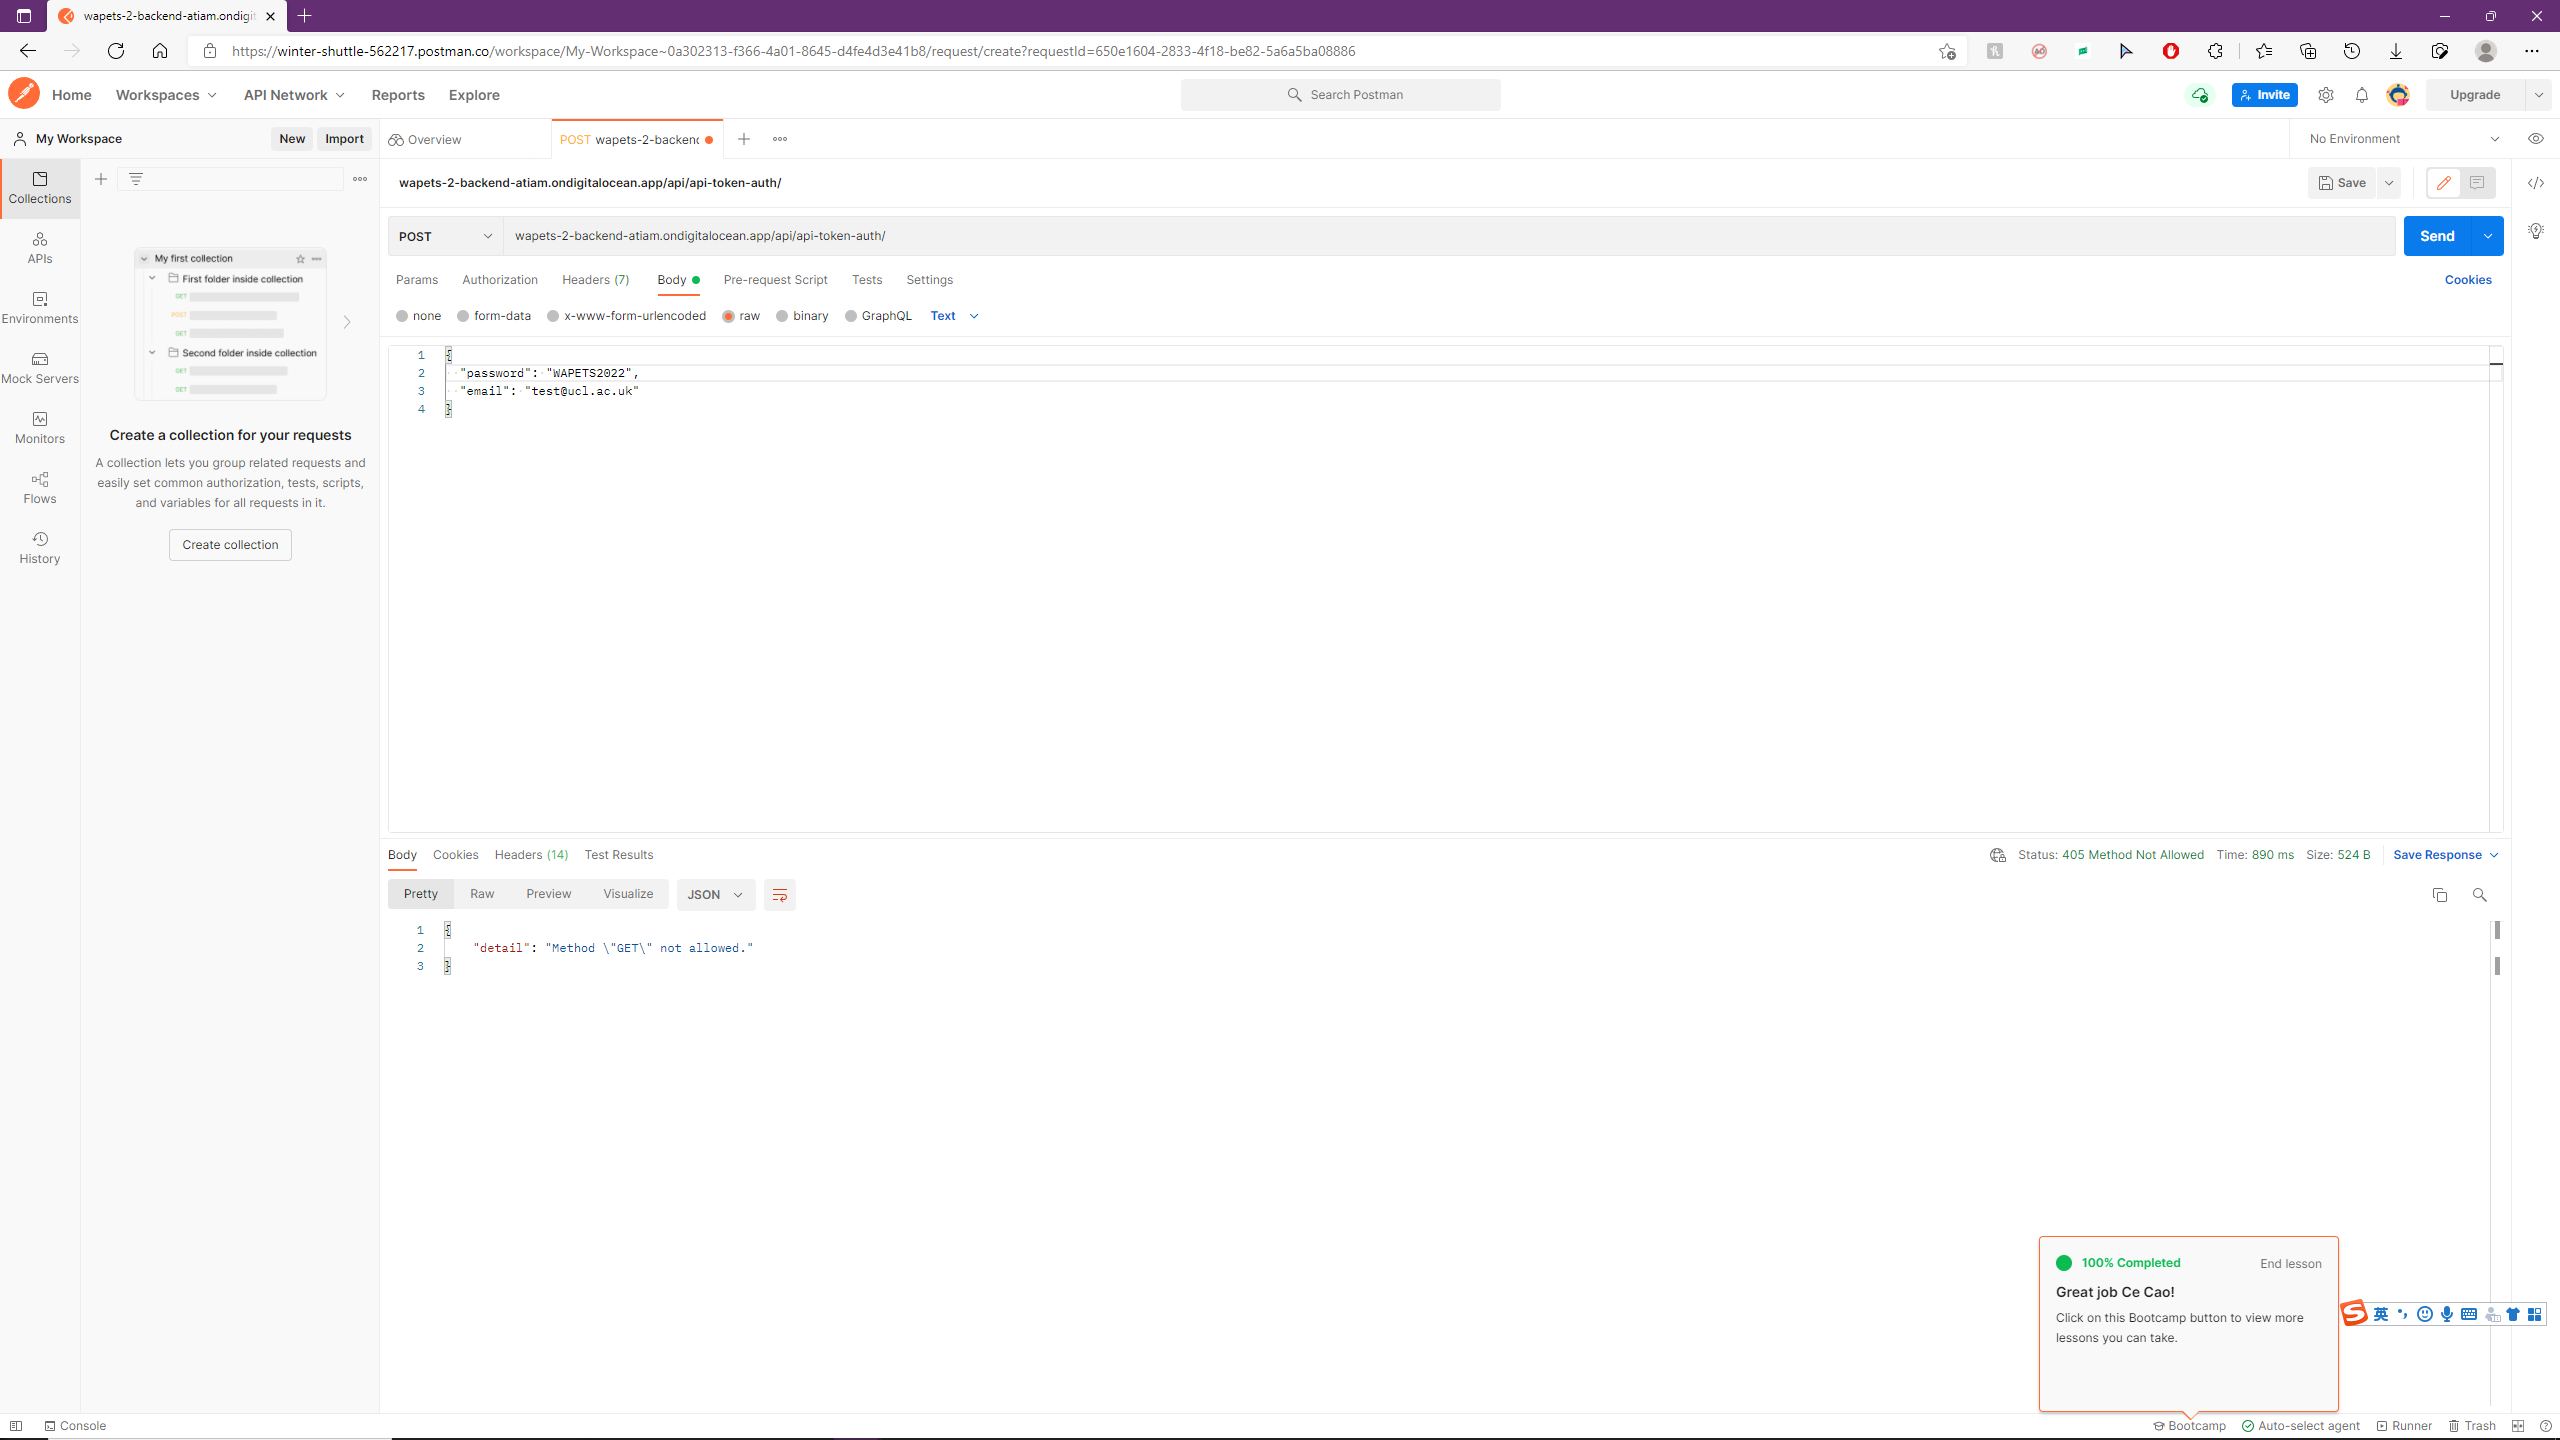 wapets-2-backend-atiam.ondigit
https://winter-shuttle-562217.postman.co/workspace/My-Workspace~0a302313-f366-4a01-8645-d4fe4d3e41b8/request/create?requestId=650e1604-2833-4f18-be82-5a6a5ba08886
Home Workspaces API Network Reports Explore
Search Postman
Invite
Upgrade
My Workspace
New
Import
Overview
POST wapets-2-backend
No Environment
Collections
APIs
Environments
Mock Servers
Monitors
Flows
History
My first collection
First folder inside collection
GET
POST
GET
Second folder inside collection
GET
GET
Create a collection for your requests
A collection lets you group related requests and
easily set common authorization, tests, scripts,
and variables for all requests in it.
Create collection
wapets-2-backend-atiam.ondigitalocean.app/api/api-token-auth/
Save
POST
wapets-2-backend-atiam.ondigitalocean.app/api/api-token-auth/
Send
Params Authorization Headers (7) Body Pre-request Script Tests Settings
Cookies
none form-data x-www-form-urlencoded raw binary GraphQL Text
1 {
2 "password": "WAPETS2022",
3 "email": "test@ucl.ac.uk"
4 }
Body Cookies Headers (14) Test Results
Status: 405 Method Not Allowed Time: 890 ms Size: 524 B Save Response
Pretty Raw Preview Visualize JSON
1 {
2 "detail": "Method \"GET\" not allowed."
3 }
100% Completed
End lesson
Great job Ce Cao!
Click on this Bootcamp button to view more
lessons you can take.
S 英
Console
Bootcamp Auto-select agent Runner Trash